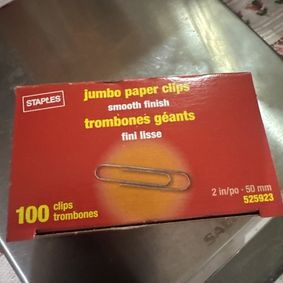 STAPLES
jumbo paper clips
smooth finish
trombones géants
fini lisse
100 clips
trombones
2 in/po · 50 mm
525923